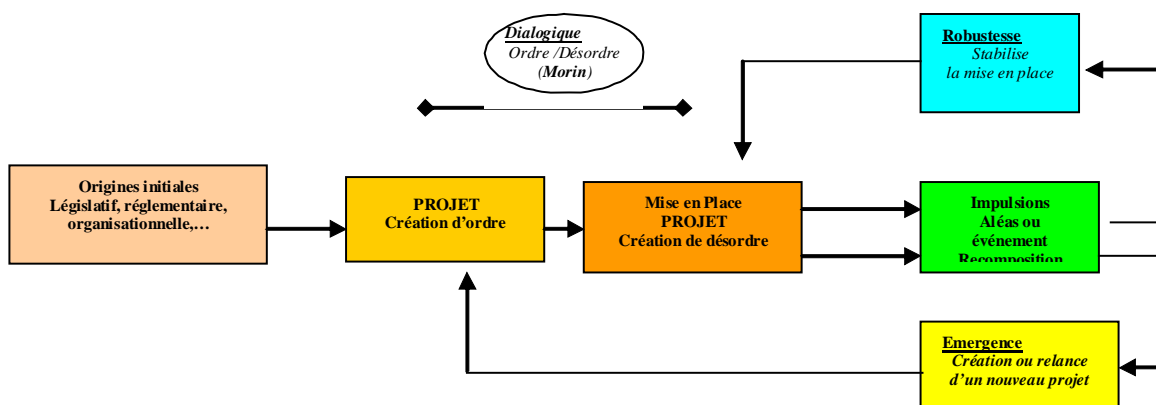 Dialogique
Ordre /Désordre
(Morin)
Robustesse
Stabilise
la mise en place
Origines initiales
Législatif, réglementaire,
organisationnelle,…
PROJET
Création d'ordre
Mise en Place
PROJET
Création de désordre
Impulsions
Aléas ou
événement
Recomposition
Emergence
Création ou relance
d'un nouveau projet